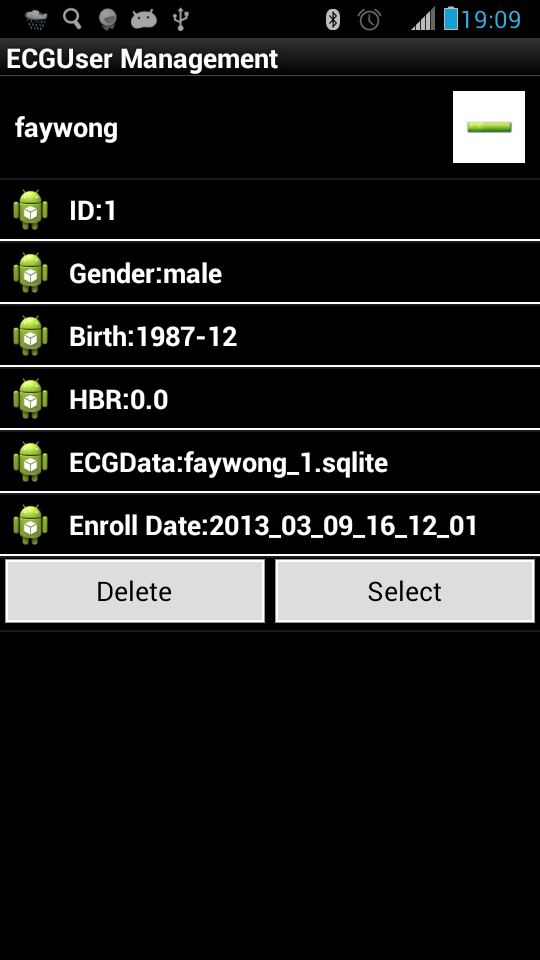 19:09
ECGUser Management
faywong
ID:1
Gender:male
Birth:1987-12
HBR:0.0
ECGData:faywong_1.sqlite
Enroll Date:2013_03_09_16_12_01
Delete
Select